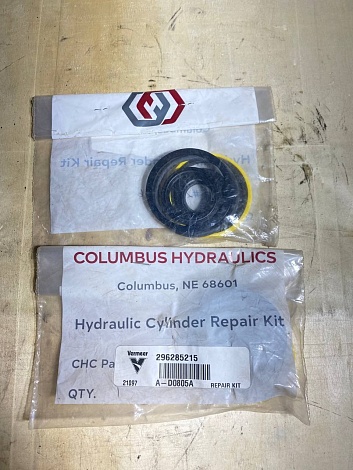 Hydraulic Cylinder Repair Kit
COLUMBUS HYDRAULICS
Columbus, NE 68601
Hydraulic Cylinder Repair Kit
Vermeer
296285215
CHC Pa
21097 A-D0805A REPAIR KIT
QTY.